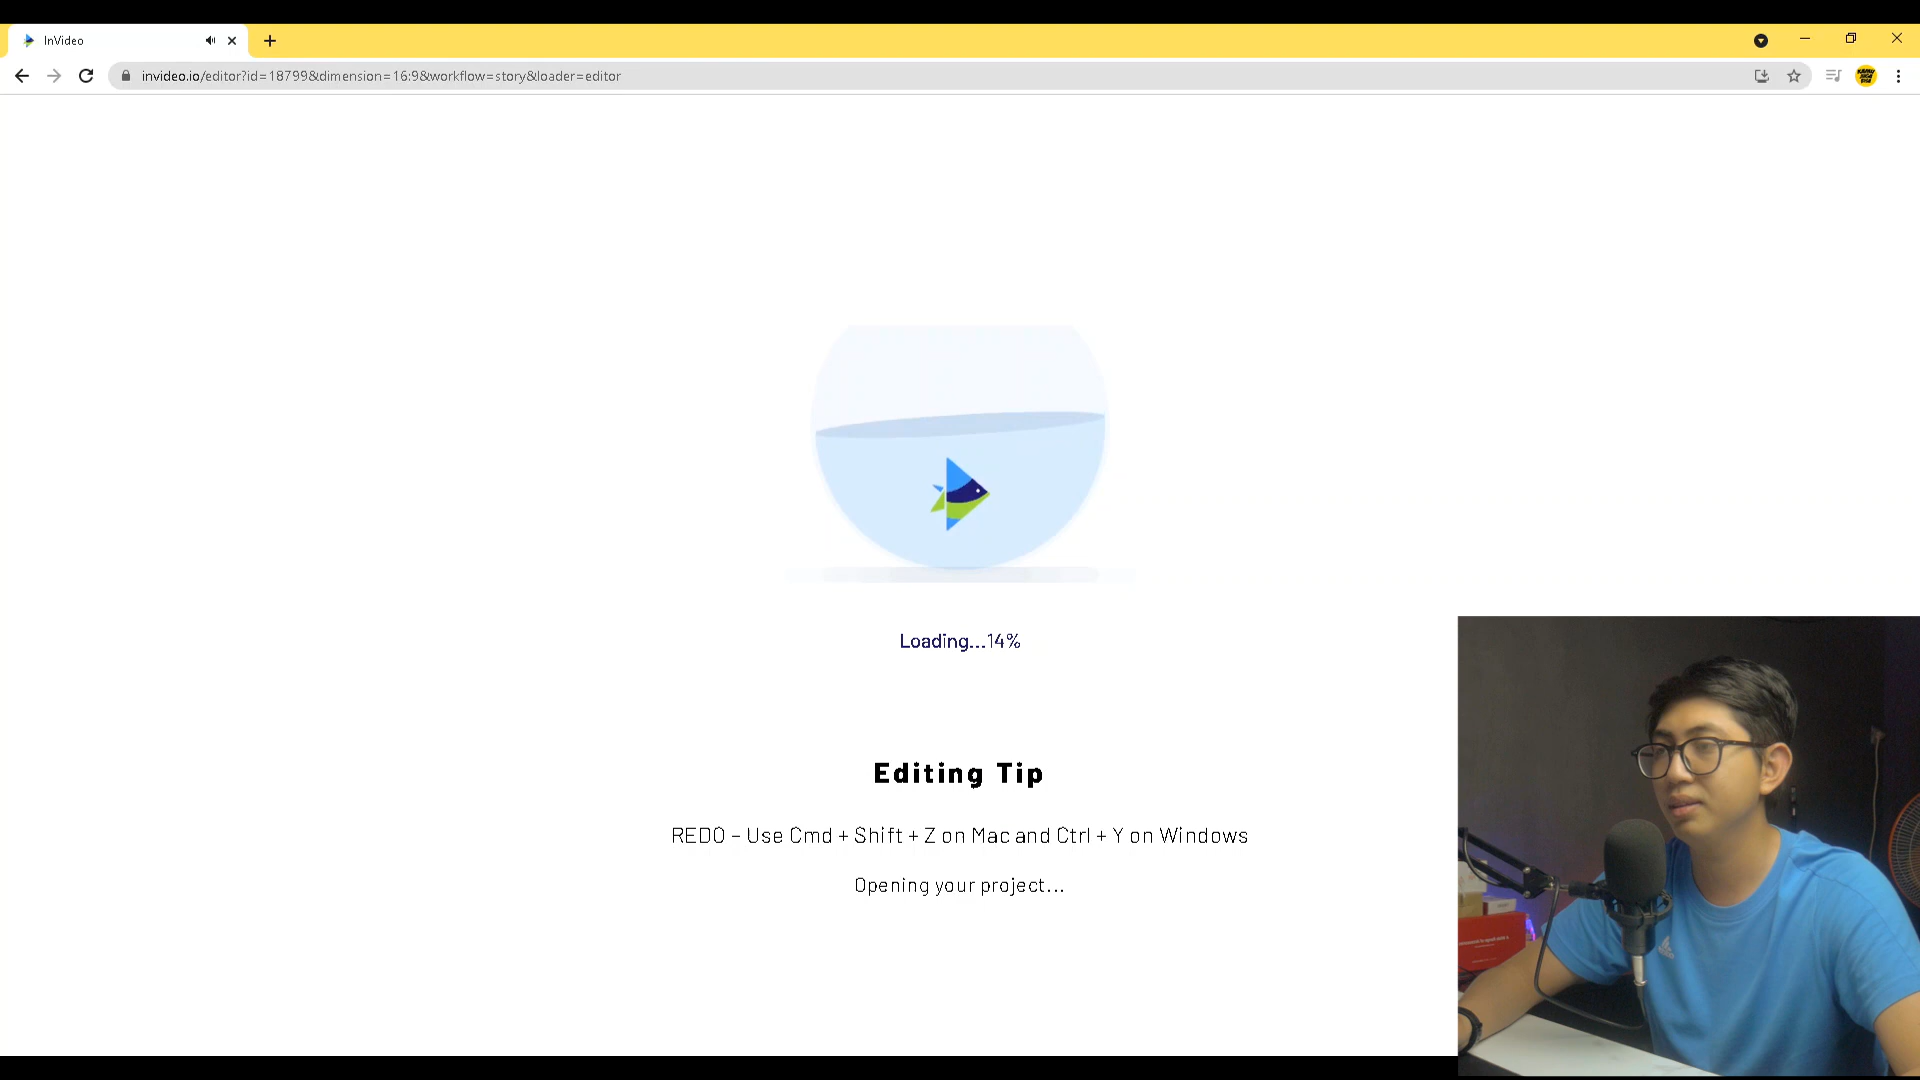 InVideo
invideo.io/editor?id=18799&dimension=16:9&workflow=story&loader=editor
Loading...14%
Editing Tip
REDO – Use Cmd + Shift + Z on Mac and Ctrl + Y on Windows
Opening your project...